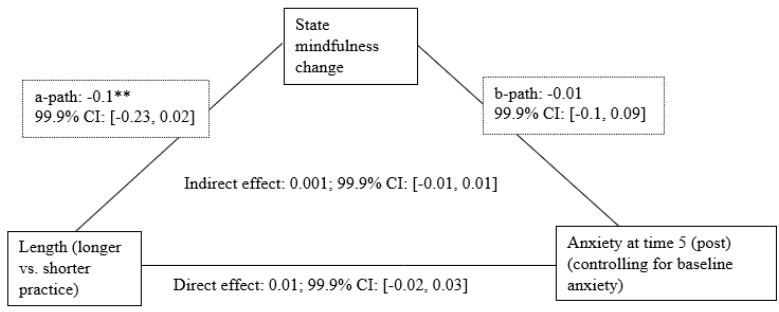 State
mindfulness
change
a-path: -0.1**
99.9% CI: [-0.23, 0.02]
b-path: -0.01
99.9% CI: [-0.1, 0.09]
Indirect effect: 0.001; 99.9% CI: [-0.01, 0.01]
Length (longer
vs. shorter
practice)
Anxiety at time 5 (post)
(controlling for baseline
anxiety)
Direct effect: 0.01; 99.9% CI: [-0.02, 0.03]